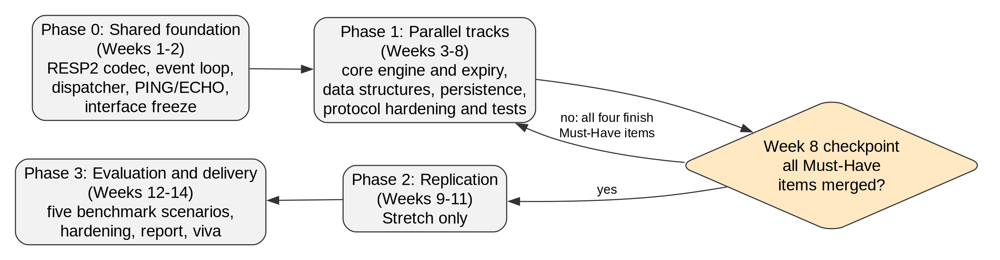 Phase 0: Shared foundation
(Weeks 1-2)
RESP2 codec, event loop,
dispatcher, PING/ECHO,
interface freeze
Phase 1: Parallel tracks
(Weeks 3-8)
core engine and expiry,
data structures, persistence,
protocol hardening and tests
no: all four finish
Must-Have items
Week 8 checkpoint
all Must-Have
items merged?
yes
Phase 2: Replication
(Weeks 9-11)
Stretch only
Phase 3: Evaluation and delivery
(Weeks 12-14)
five benchmark scenarios,
hardening, report, viva